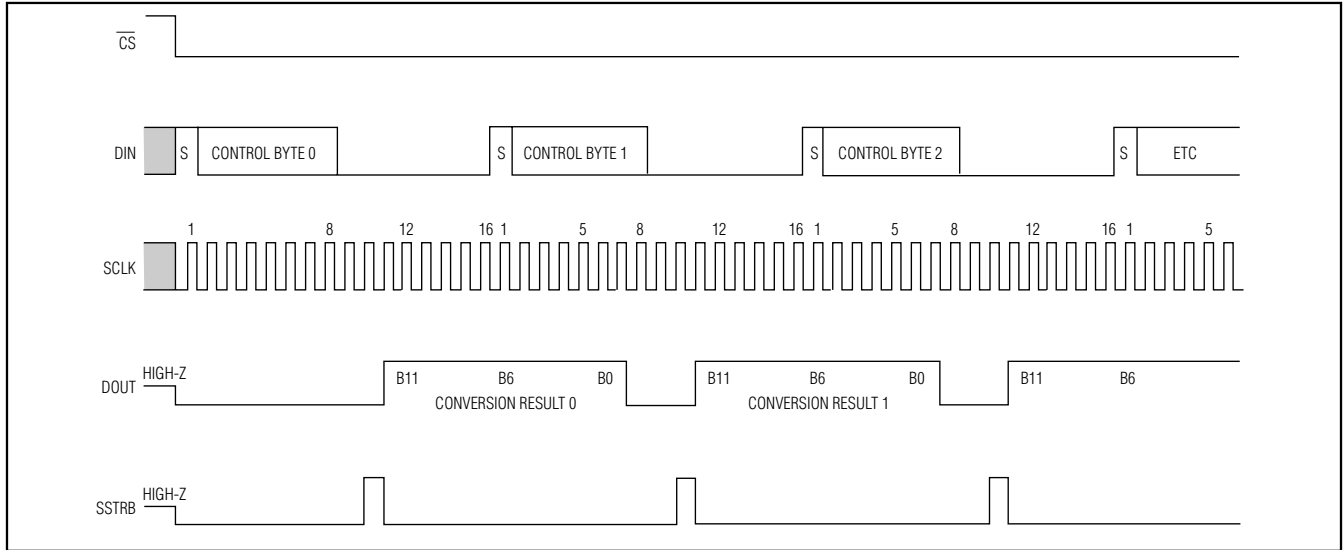 CS
DIN
S CONTROL BYTE 0 S CONTROL BYTE 1 S CONTROL BYTE 2 S ETC
1 8 12 16 1 5 8 12 16 1 5 8 12 16 1 5
SCLK
HIGH-Z
DOUT
B11 B6 B0 B11 B6 B0 B11 B6
CONVERSION RESULT 0 CONVERSION RESULT 1
HIGH-Z
SSTRB